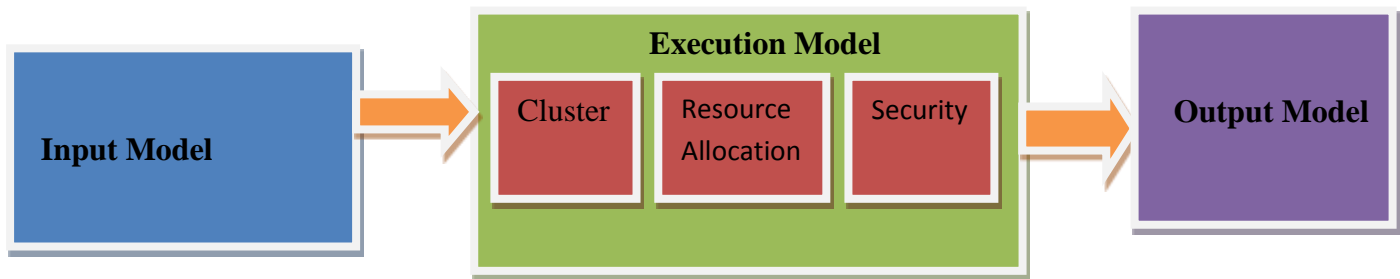 Input Model
Execution Model
Cluster
Resource
Allocation
Security
Output Model